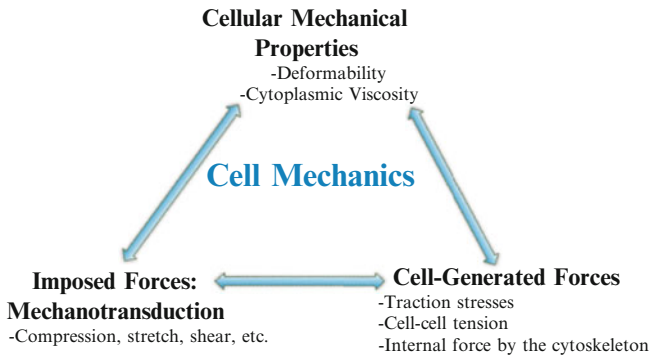 Cellular Mechanical
Properties
-Deformability
-Cytoplasmic Viscosity
Cell Mechanics
Imposed Forces:
Mechanotransduction
-Compression, stretch, shear, etc.
Cell-Generated Forces
-Traction stresses
-Cell-cell tension
-Internal force by the cytoskeleton